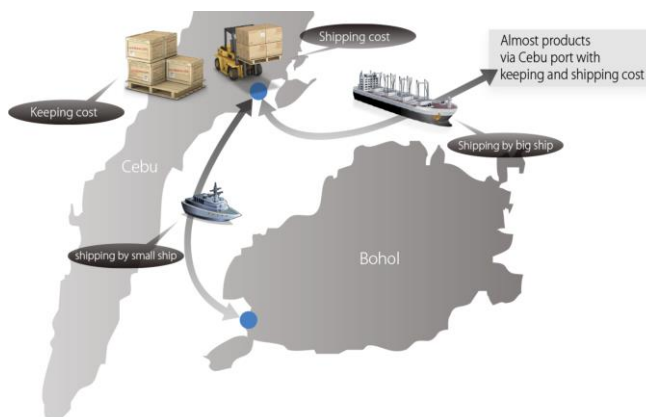 Shipping cost
Almost products
via Cebu port with
keeping and shipping cost
Keeping cost
Shipping by big ship
Cebu
shipping by small ship
Bohol